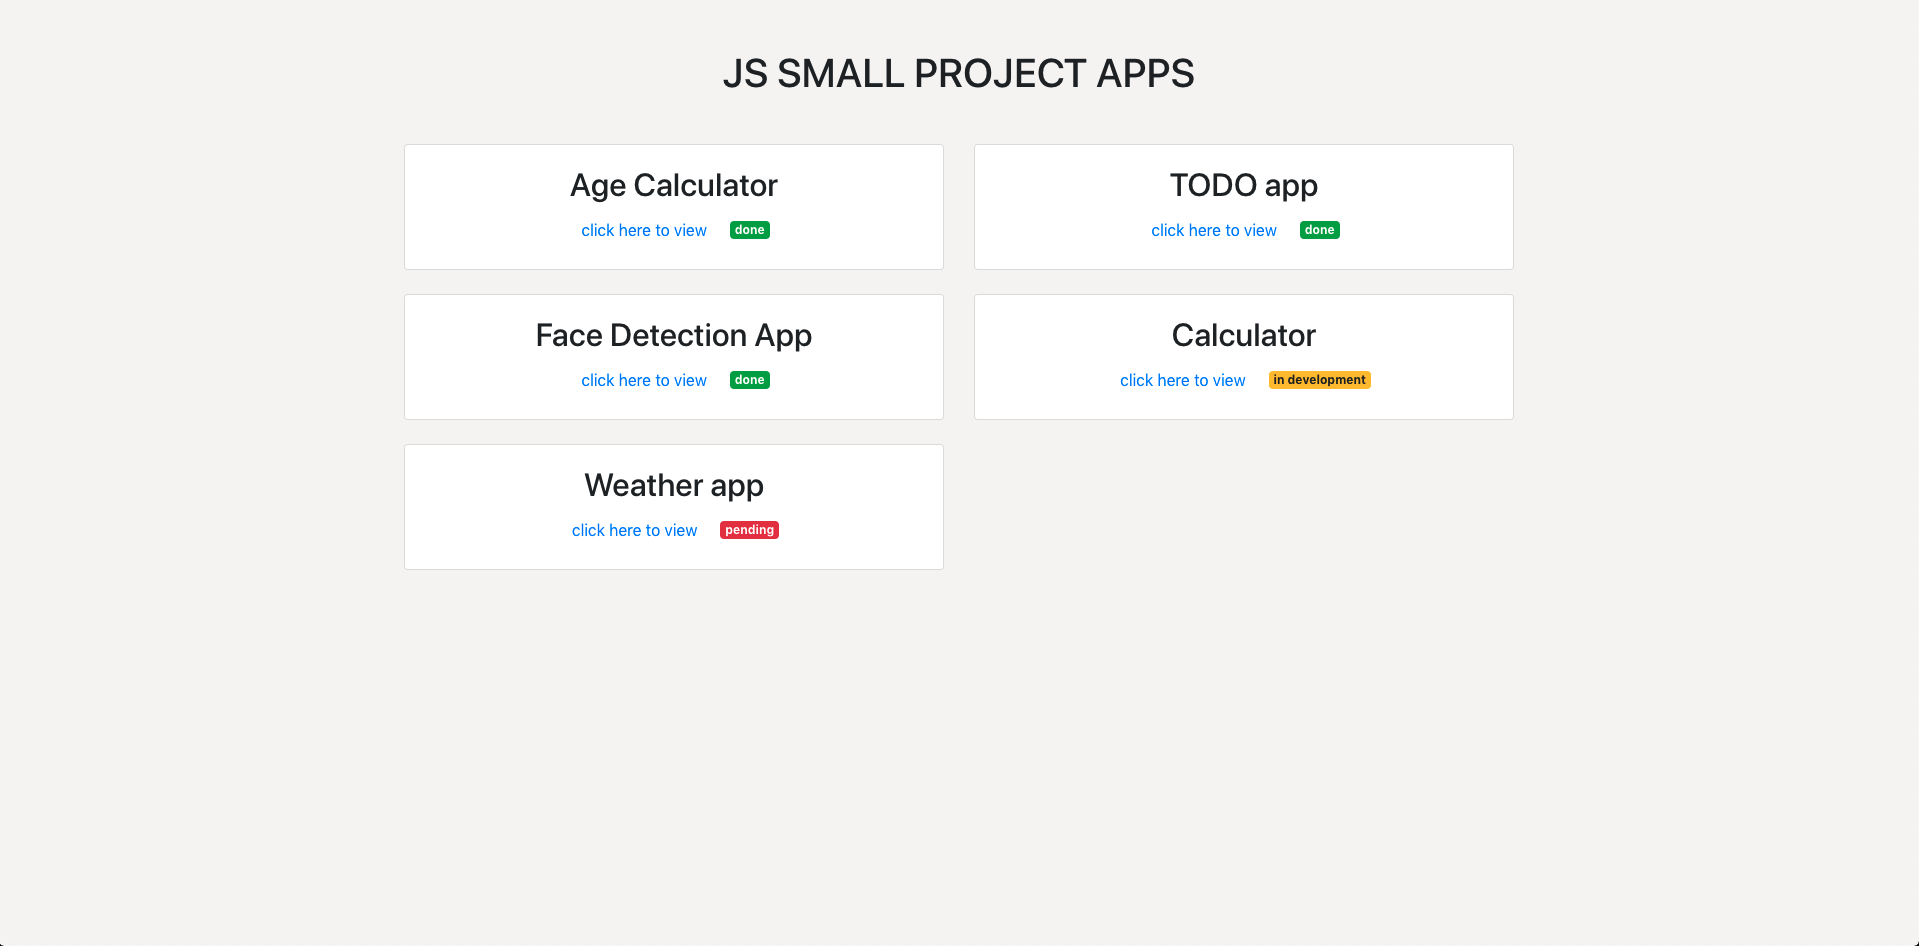 JS SMALL PROJECT APPS
Age Calculator
click here to view done
TODO app
click here to view done
Face Detection App
click here to view done
Calculator
click here to view in development
Weather app
click here to view pending